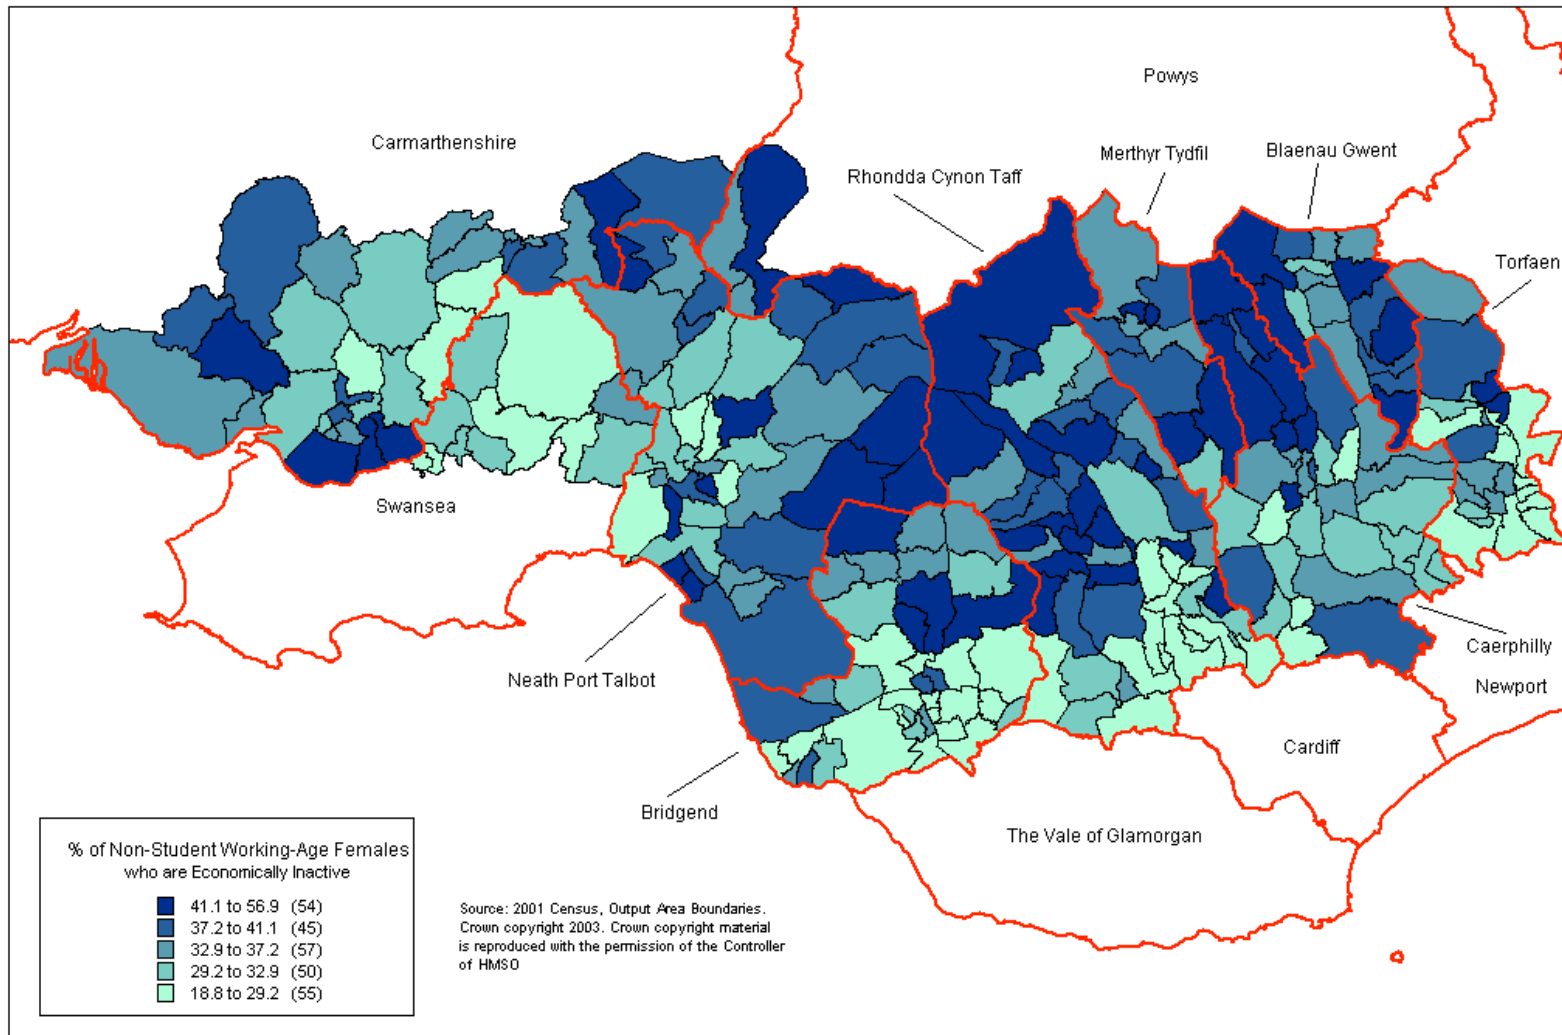 Powys
Carmarthenshire
Merthyr Tydfil
Blaenau Gwent
Rhondda Cynon Taff
Torfaen
Swansea
Caerphilly
Neath Port Talbot
Newport
Cardiff
Bridgend
The Vale of Glamorgan
% of Non-Student Working-Age Females
who are Economically Inactive
41.1 to 56.9 (54)
37.2 to 41.1 (45)
32.9 to 37.2 (57)
29.2 to 32.9 (50)
18.8 to 29.2 (55)
Source: 2001 Census, Output Area Boundaries.
Crown copyright 2003. Crown copyright material
is reproduced with the permission of the Controller
of HMSO